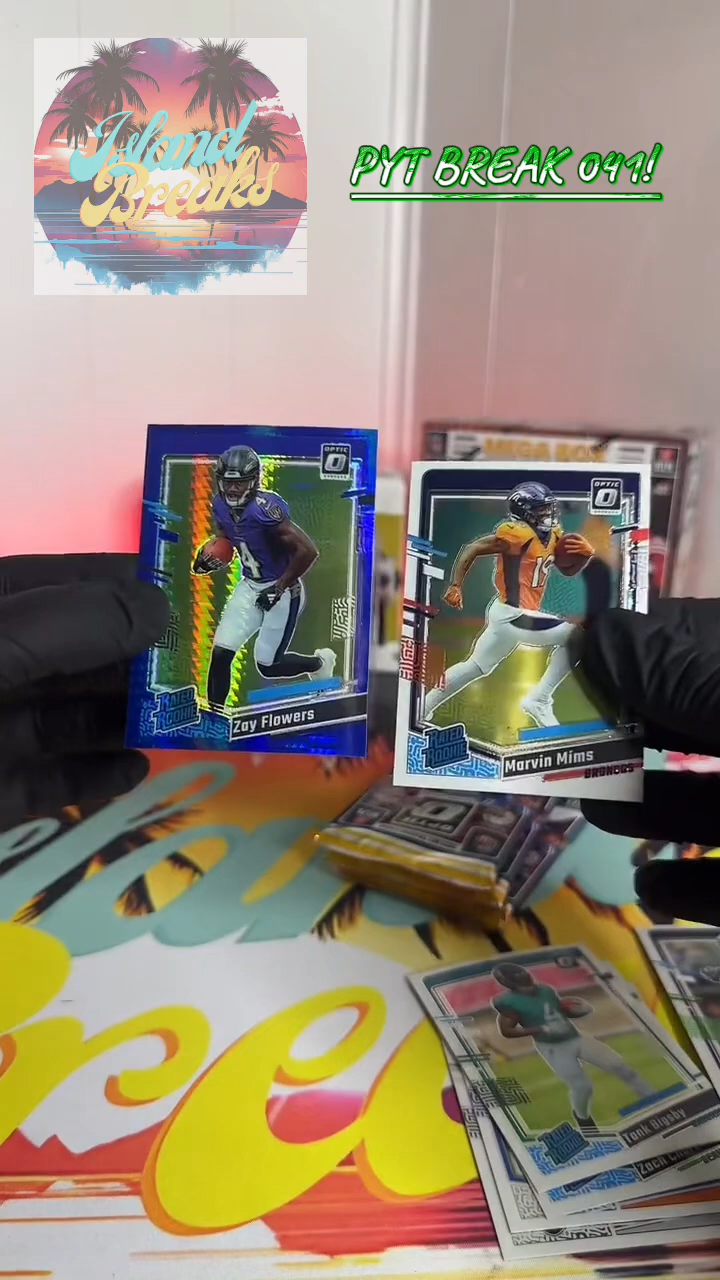 Island
Breaks
PYT BREAK 041!
MEGA BOX
OPTIC
OPTIC
RATED
ROOKIE
Zay Flowers
RATED
ROOKIE
Marvin Mims
BRONCOS
RATED
ROOKIE
Tank Bigsby
Zach